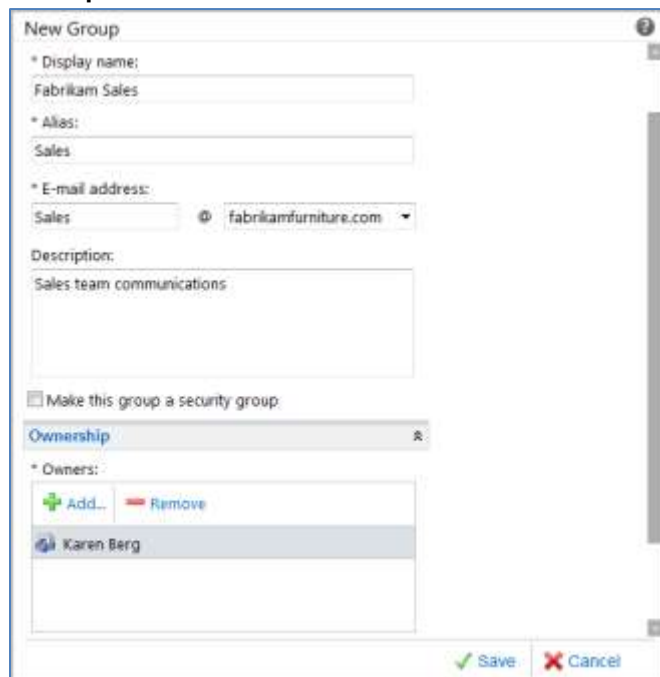 New Group
* Display name:
Fabrikam Sales
* Alias:
Sales
* E-mail address:
Sales @ fabrikamfurniture.com
Description:
Sales team communications
Make this group a security group
Ownership
* Owners:
Add... Remove
Karen Berg
Save Cancel